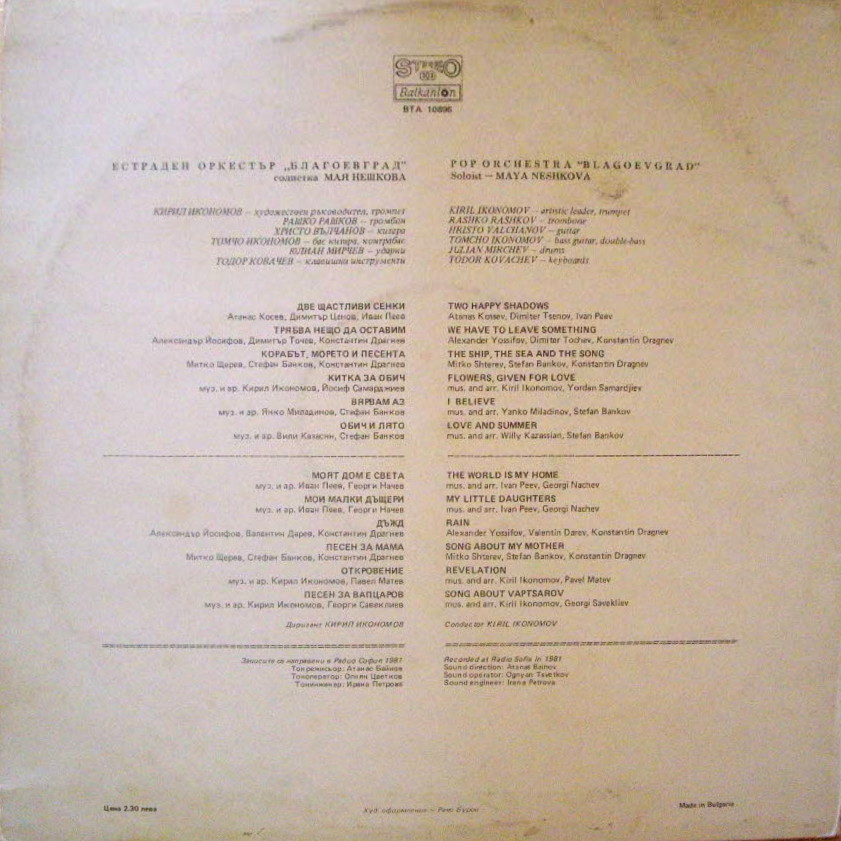 STEREO
Balkanton
BTA 10896
ЕСТРАДЕН ОРКЕСТЪР „БЛАГОЕВГРАД"
солистка МАЯ НЕШКОВА
КИРИЛ ИКОНОМОВ – художествен ръководител, тромпет
РАШКО РАШКОВ – тромбон
ХРИСТО ВЪЛЧАНОВ – китара
ТОМЧО ИКОНОМОВ – бас китара, контрабас
ЮЛИАН МИРЧЕВ – ударни
ТОДОР КОВАЧЕВ – клавишни инструменти
ДВЕ ЩАСТЛИВИ СЕНКИ
Атанас Косев, Димитър Ценов, Иван Пеев
ТРЯБВА НЕЩО ДА ОСТАВИМ
Александър Йосифов, Димитър Точев, Константин Драгнев
КОРАБЪТ, МОРЕТО И ПЕСЕНТА
Митко Щерев, Стефан Банков, Константин Драгнев
КИТКА ЗА ОБИЧ
муз. и ар. Кирил Икономов, Йосиф Самарджиев
ВЯРВАМ АЗ
муз. и ар. Янко Миладинов, Стефан Банков
ОБИЧ И ЛЯТО
муз. и ар. Вили Казасян, Стефан Банков
МОЯТ ДОМ Е СВЕТА
муз. и ар. Иван Пеев, Георги Начев
МОИ МАЛКИ ДЪЩЕРИ
муз. и ар. Иван Пеев, Георги Начев
ДЪЖД
Александър Йосифов, Валентин Дарев, Константин Драгнев
ПЕСЕН ЗА МАМА
Митко Щерев, Стефан Банков, Константин Драгнев
ОТКРОВЕНИЕ
муз. и ар. Кирил Икономов, Павел Матев
ПЕСЕН ЗА ВАПЦАРОВ
муз. и ар. Кирил Икономов, Георги Савеклиев
Диригент КИРИЛ ИКОНОМОВ
Записите са направени в Радио София 1981
Тонрежисьор: Атанас Байнов
Тоноператор: Огнян Цветков
Тонинженер: Ирена Петрова
POP ORCHESTRA "BLAGOEVGRAD"
Soloist – MAYA NESHKOVA
KIRIL IKONOMOV – artistic leader, trumpet
RASHKO RASHKOV – trombone
HRISTO VALCHANOV – guitar
TOMCHO IKONOMOV – bass guitar, double-bass
JULIAN MIRCHEV – drums
TODOR KOVACHEV – keyboards
TWO HAPPY SHADOWS
Atanas Kossev, Dimiter Tsenov, Ivan Peev
WE HAVE TO LEAVE SOMETHING
Alexander Yossifov, Dimitar Tochev, Konstantin Dragnev
THE SHIP, THE SEA AND THE SONG
Mitko Shterev, Stefan Bankov, Konstantin Dragnev
FLOWERS, GIVEN FOR LOVE
mus. and arr. Kiril Ikonomov, Yordan Samardjiev
I BELIEVE
mus. and arr. Yanko Miladinov, Stefan Bankov
LOVE AND SUMMER
mus. and arr. Willy Kazassian, Stefan Bankov
THE WORLD IS MY HOME
mus. and arr. Ivan Peev, Georgi Nachev
MY LITTLE DAUGHTERS
mus. and arr. Ivan Peev, Georgi Nachev
RAIN
Alexander Yossifov, Valentin Darev, Konstantin Dragnev
SONG ABOUT MY MOTHER
Mitko Shterev, Stefan Bankov, Konstantin Dragnev
REVELATION
mus. and arr. Kiril Ikonomov, Pavel Matev
SONG ABOUT VAPTSAROV
mus. and arr. Kiril Ikonomov, Georgi Savekliev
Conductor KIRIL IKONOMOV
Recorded at Radio Sofia in 1981
Sound direction: Atanas Bainov
Sound operator: Ognyan Tsvetkov
Sound engineer: Irena Petrova
Цена 2.30 лева
Худ. оформление –
Made in Bulgaria